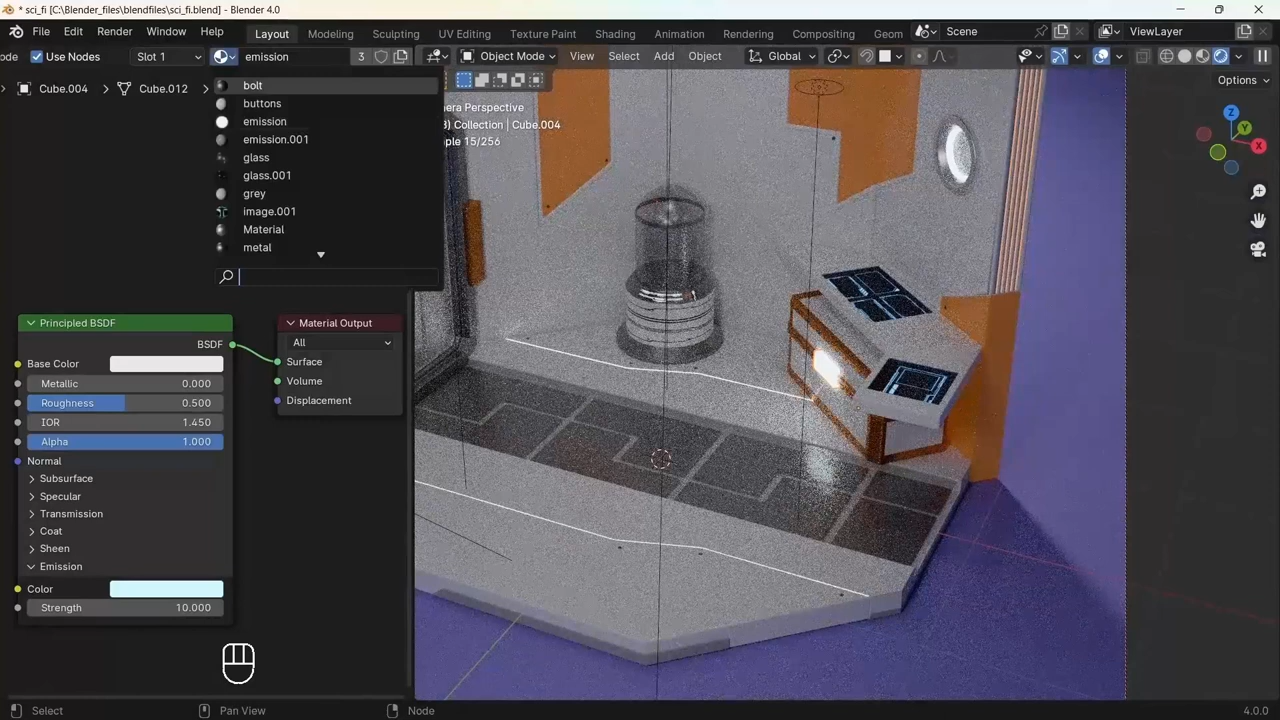 * sci_fi [C:\Blender_files\blendfiles\sci_fi.blend] - Blender 4.0
File Edit Render Window Help Layout Modeling Sculpting UV Editing Texture Paint Shading Animation Rendering Compositing Geom Scene ViewLayer
ode Use Nodes Slot 1 emission 3 Object Mode View Select Add Object Global
Options
Cube.004 Cube.012
bolt
buttons
emission
emission.001
glass
glass.001
grey
image.001
Material
metal
era Perspective
) Collection | Cube.004
ple 15/256
Z
Y
X
Principled BSDF
BSDF
Base Color
Metallic 0.000
Roughness 0.500
IOR 1.450
Alpha 1.000
Normal
Subsurface
Specular
Transmission
Coat
Sheen
Emission
Color
Strength 10.000
Material Output
All
Surface
Volume
Displacement
Select Pan View Node 4.0.0